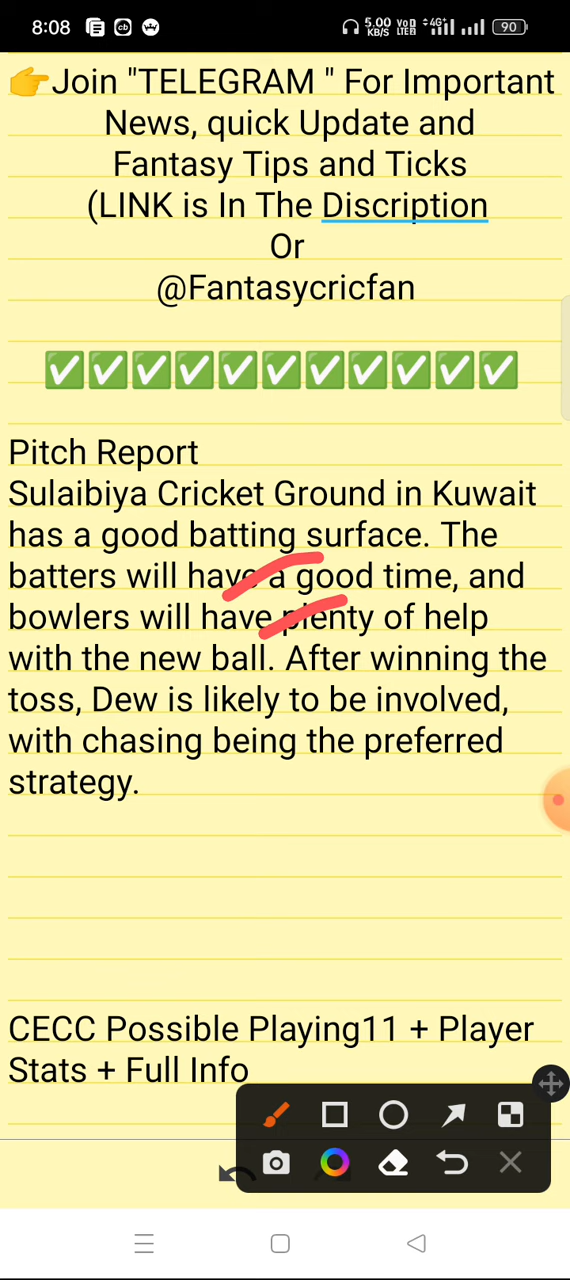 8:08
5.00 KB/S
VoD LTE2
4G+
90
👉Join "TELEGRAM " For Important
News, quick Update and
Fantasy Tips and Ticks
(LINK is In The Discription
Or
@Fantasycricfan
✅✅✅✅✅✅✅✅✅✅✅
Pitch Report
Sulaibiya Cricket Ground in Kuwait
has a good batting surface. The
batters will have a good time, and
bowlers will have plenty of help
with the new ball. After winning the
toss, Dew is likely to be involved,
with chasing being the preferred
strategy.
CECC Possible Playing11 + Player
Stats + Full Info